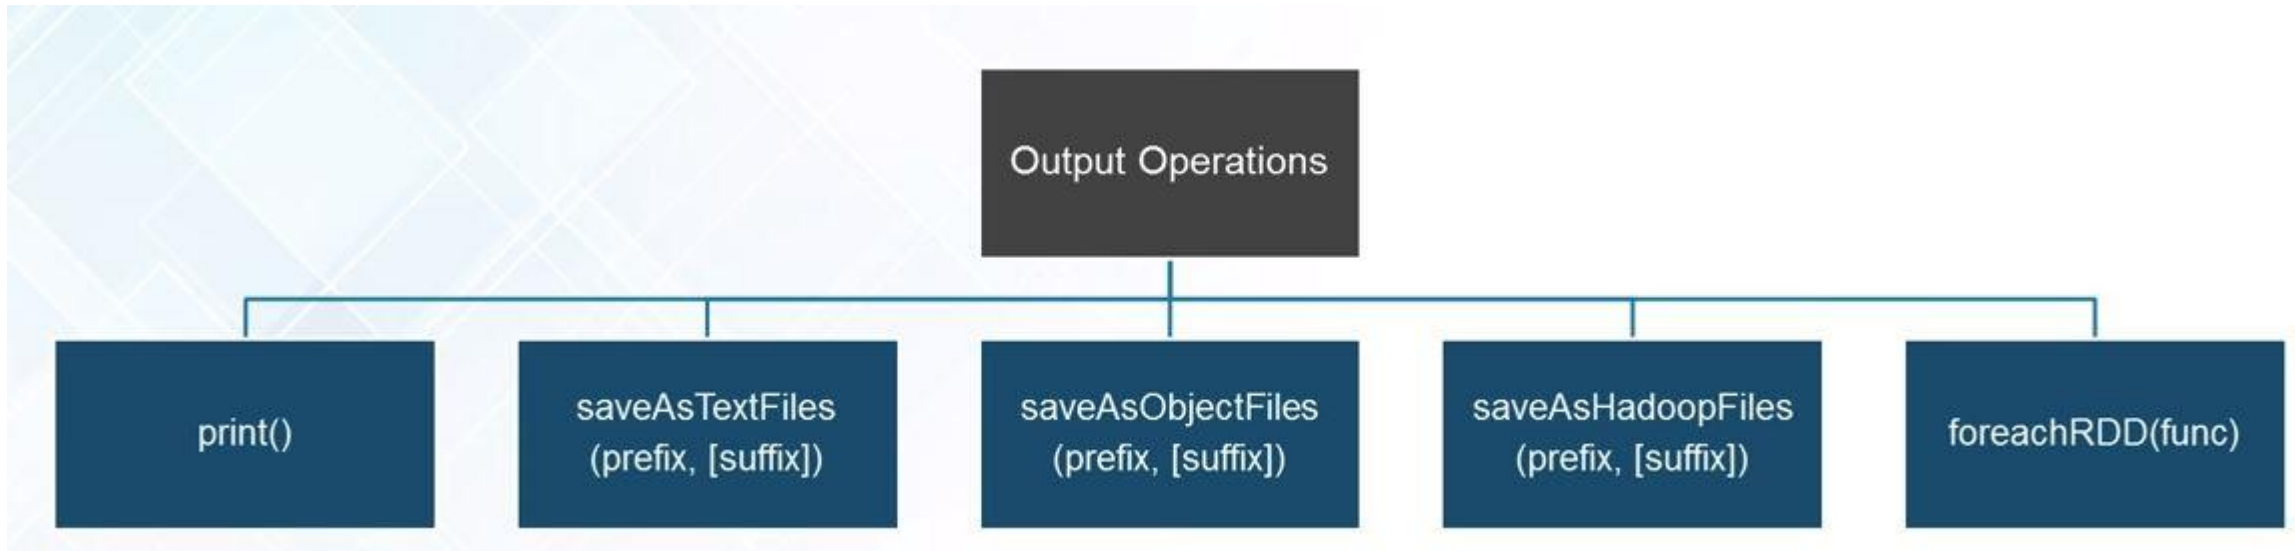 Output Operations
print()
saveAsTextFiles
(prefix, [suffix])
saveAsObjectFiles
(prefix, [suffix])
saveAsHadoopFiles
(prefix, [suffix])
foreachRDD(func)